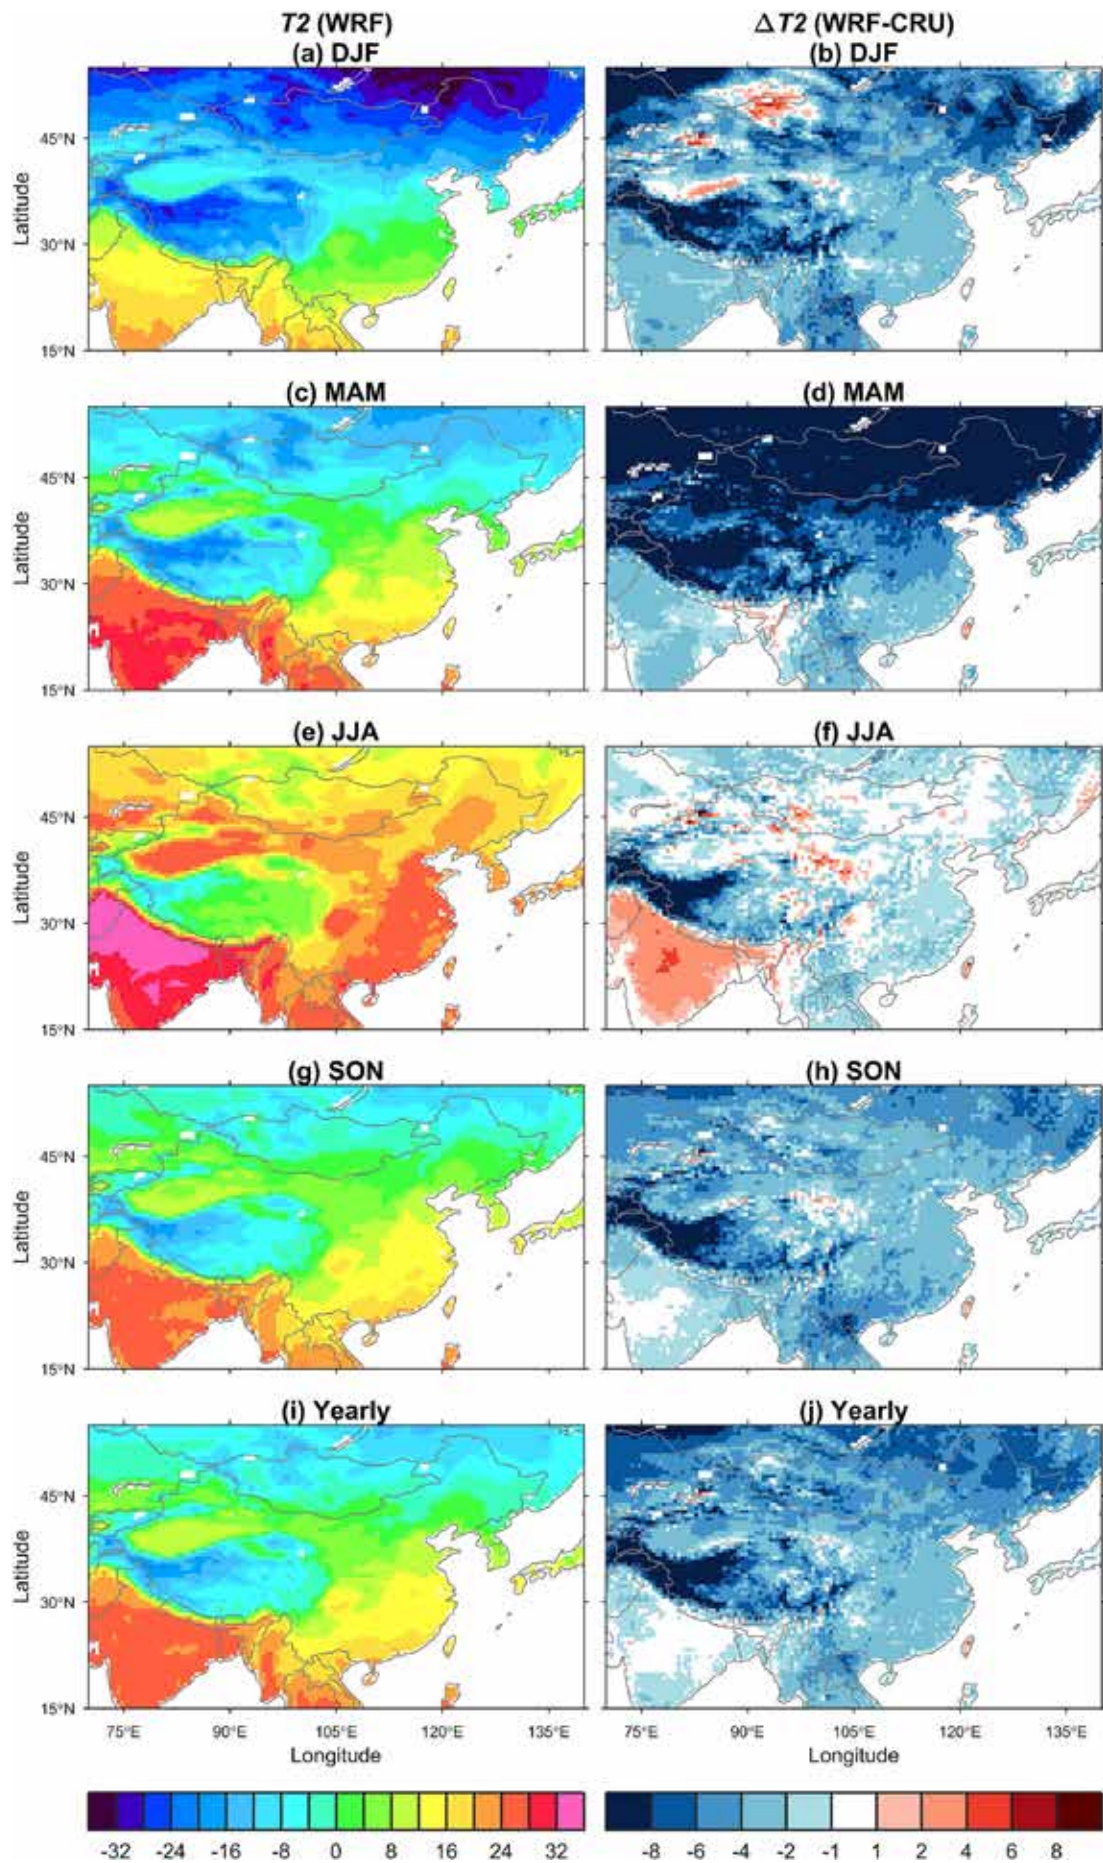 T2 (WRF)
ΔT2 (WRF-CRU)
(a) DJF
(b) DJF
Latitude
45°N
30°N
15°N
(c) MAM
(d) MAM
Latitude
45°N
30°N
15°N
(e) JJA
(f) JJA
Latitude
45°N
30°N
15°N
(g) SON
(h) SON
Latitude
45°N
30°N
15°N
(i) Yearly
(j) Yearly
Latitude
45°N
30°N
15°N
75°E 90°E 105°E 120°E 135°E
75°E 90°E 105°E 120°E 135°E
Longitude
Longitude
-32 -24 -16 -8 0 8 16 24 32
-8 -6 -4 -2 -1 1 2 4 6 8